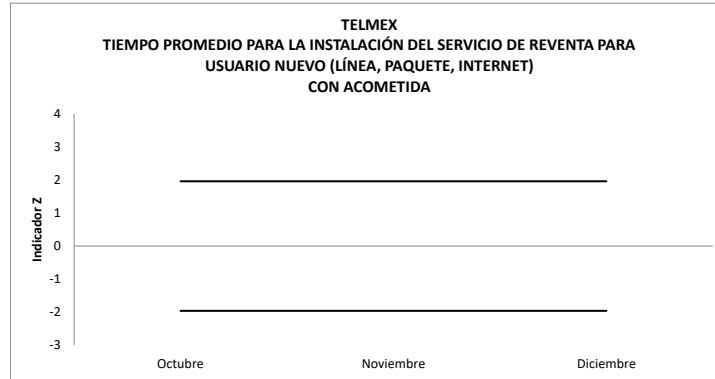 TELMEX
TIEMPO PROMEDIO PARA LA INSTALACIÓN DEL SERVICIO DE REVENTA PARA
USUARIO NUEVO (LÍNEA, PAQUETE, INTERNET)
CON ACOMETIDA
Indicador Z
4
3
2
1
0
-1
-2
-3
Octubre Noviembre Diciembre